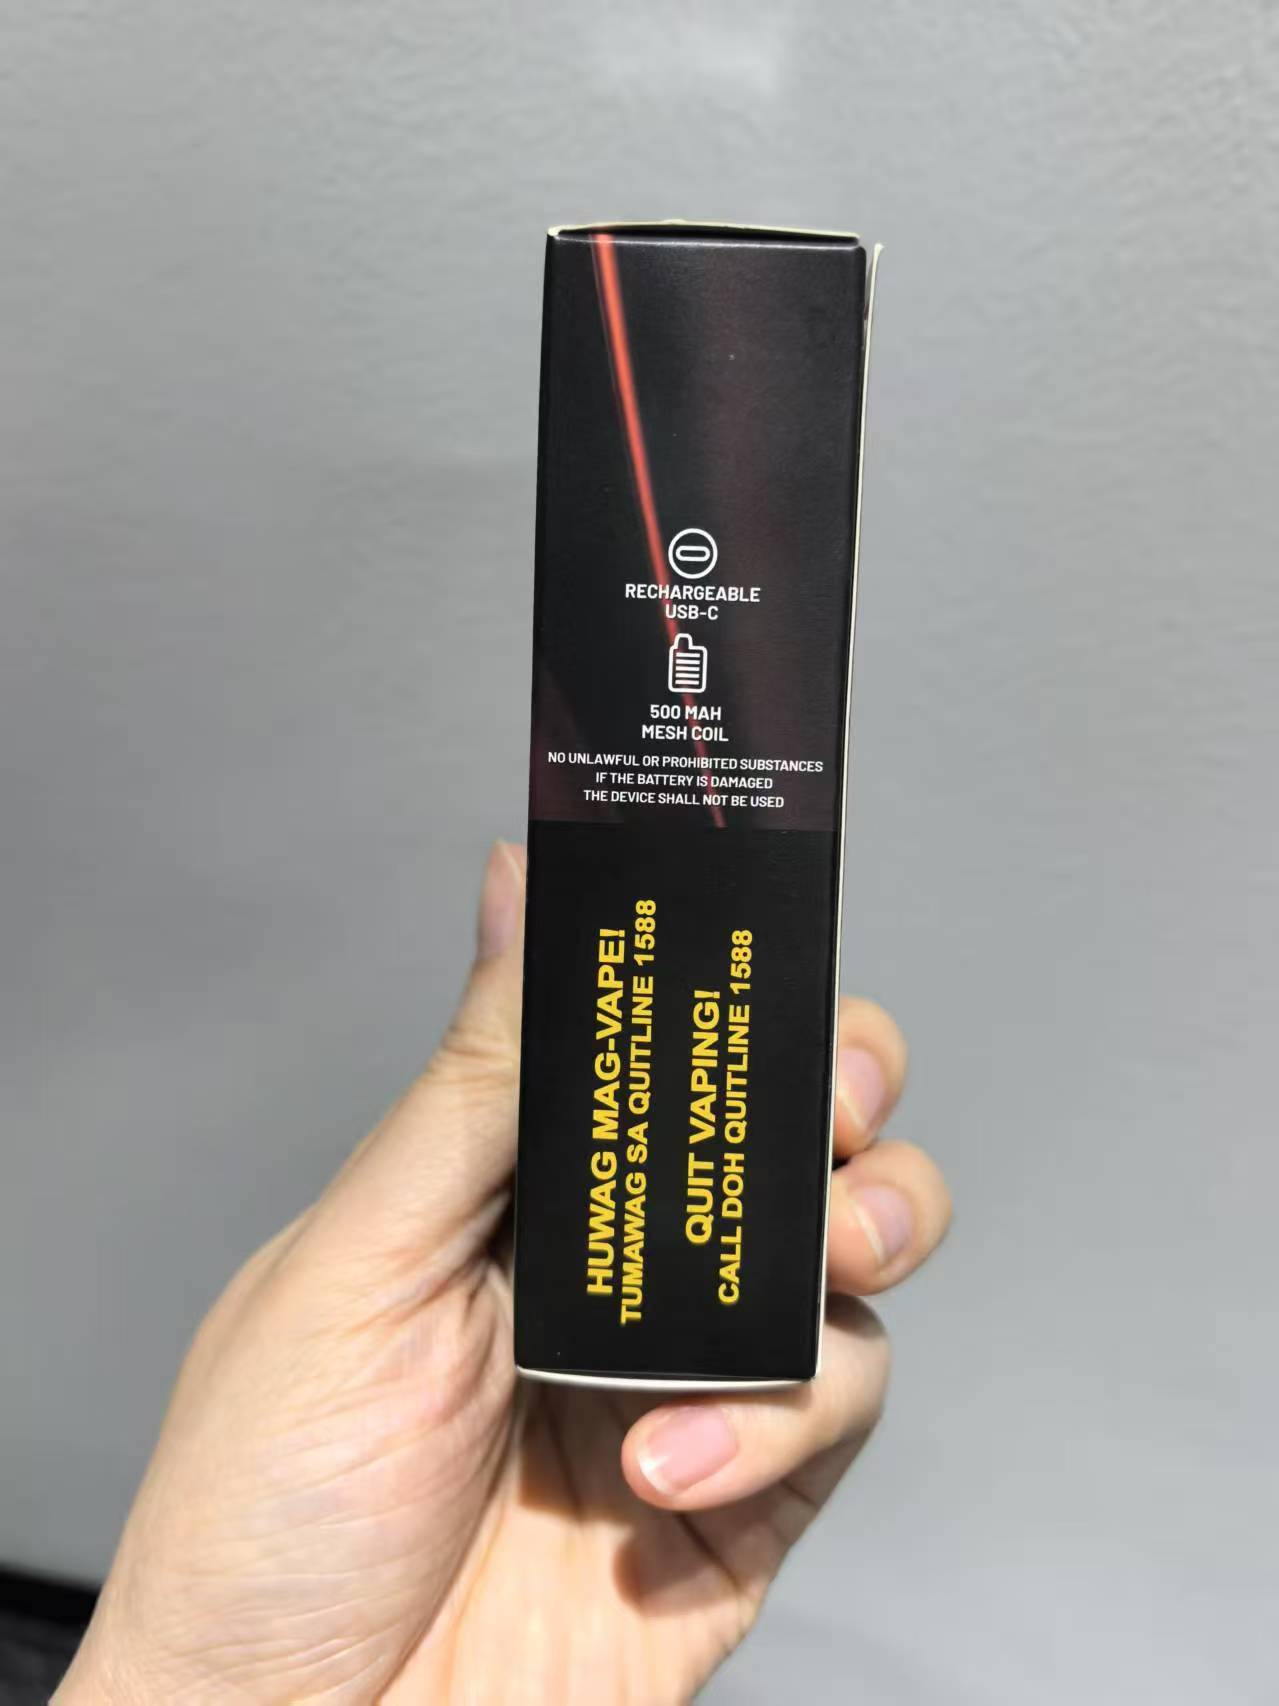 RECHARGEABLE
USB-C
500 MAH
MESH COIL
NO UNLAWFUL OR PROHIBITED SUBSTANCES
IF THE BATTERY IS DAMAGED
THE DEVICE SHALL NOT BE USED
HUWAG MAG-VAPE!
TUMAWAG SA QUITLINE 1588
QUIT VAPING!
CALL DOH QUITLINE 1588